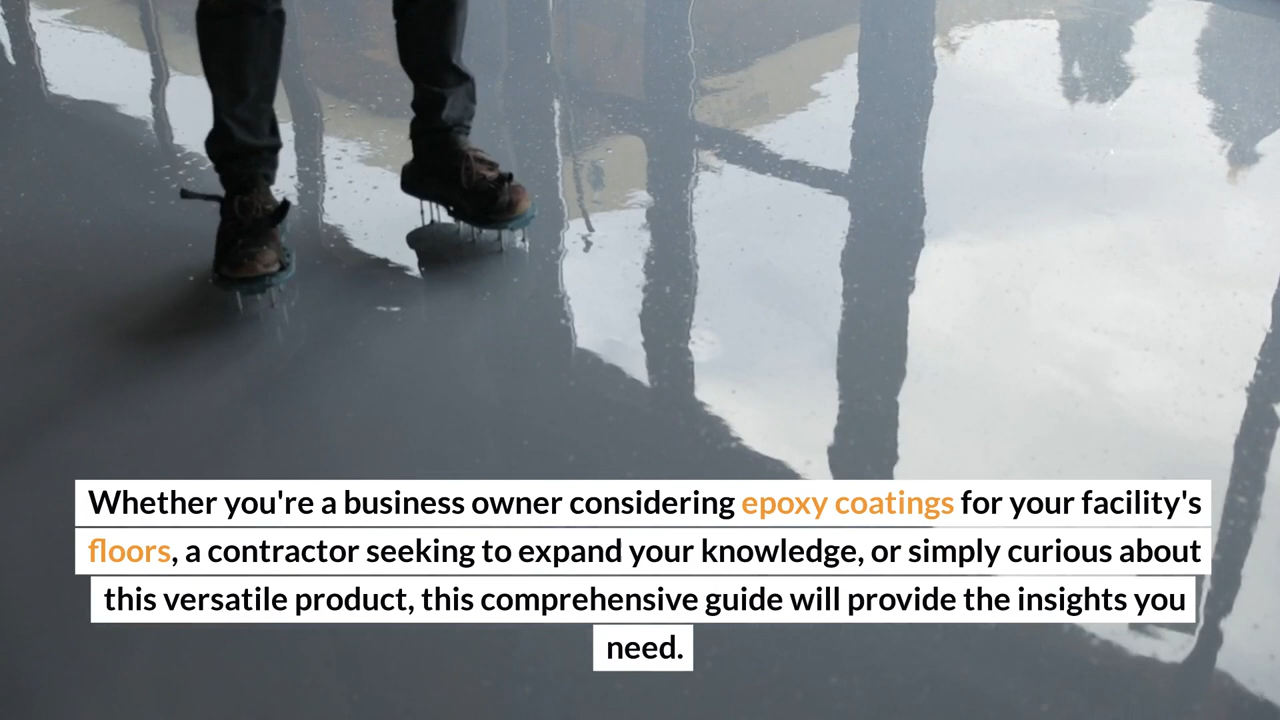 Whether you're a business owner considering epoxy coatings for your facility's
floors, a contractor seeking to expand your knowledge, or simply curious about
this versatile product, this comprehensive guide will provide the insights you
need.